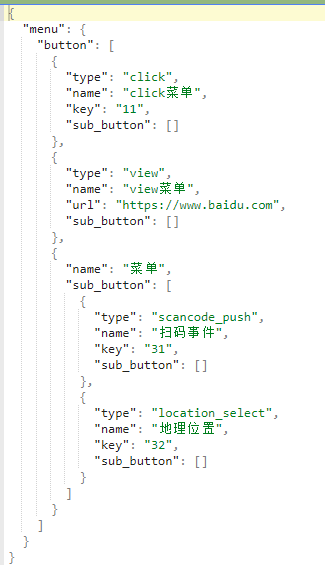 {
  "menu": {
    "button": [
      {
        "type": "click",
        "name": "click菜单",
        "key": "11",
        "sub_button": []
      },
      {
        "type": "view",
        "name": "view菜单",
        "url": "https://www.baidu.com",
        "sub_button": []
      },
      {
        "name": "菜单",
        "sub_button": [
          {
            "type": "scancode_push",
            "name": "扫码事件",
            "key": "31",
            "sub_button": []
          },
          {
            "type": "location_select",
            "name": "地理位置",
            "key": "32",
            "sub_button": []
          }
        ]
      }
    ]
  }
}